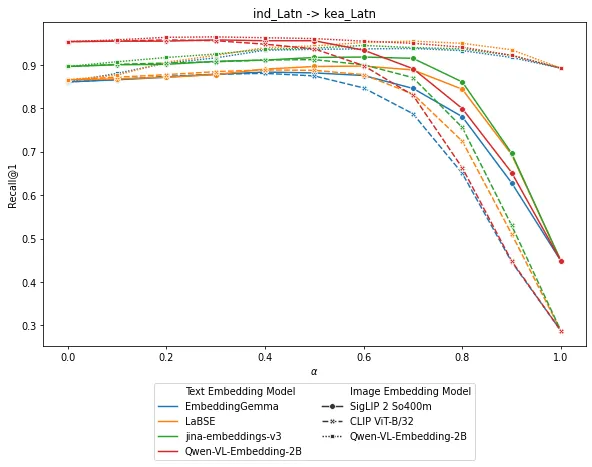 ind_Latn -> kea_Latn
Recall@1
0.9
0.8
0.7
0.6
0.5
0.4
0.3
0.0 0.2 0.4 0.6 0.8 1.0
α
Text Embedding Model Image Embedding Model
EmbeddingGemma SigLIP 2 So400m
LaBSE CLIP ViT-B/32
jina-embeddings-v3 Qwen-VL-Embedding-2B
Qwen-VL-Embedding-2B